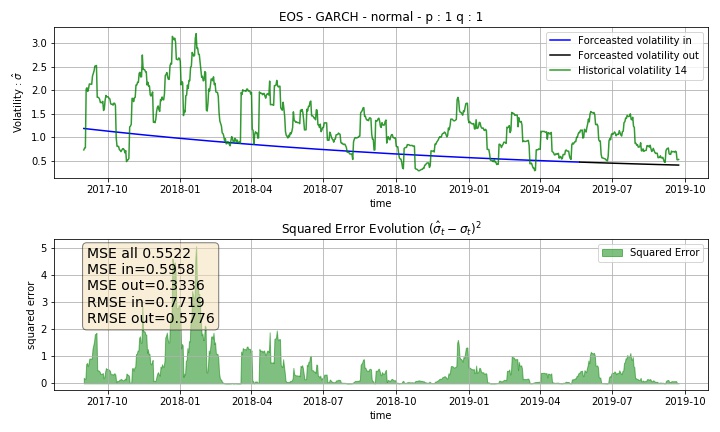 EOS - GARCH - normal - p : 1 q : 1
Volatility : σ̂
3.0
2.5
2.0
1.5
1.0
0.5
Forceasted volatility in
Forceasted volatility out
Historical volatility 14
2017-10 2018-01 2018-04 2018-07 2018-10 2019-01 2019-04 2019-07 2019-10
time
Squared Error Evolution (σ̂t − σt)²
squared error
5
4
3
2
1
0
MSE all 0.5522
MSE in=0.5958
MSE out=0.3336
RMSE in=0.7719
RMSE out=0.5776
Squared Error
2017-10 2018-01 2018-04 2018-07 2018-10 2019-01 2019-04 2019-07 2019-10
time